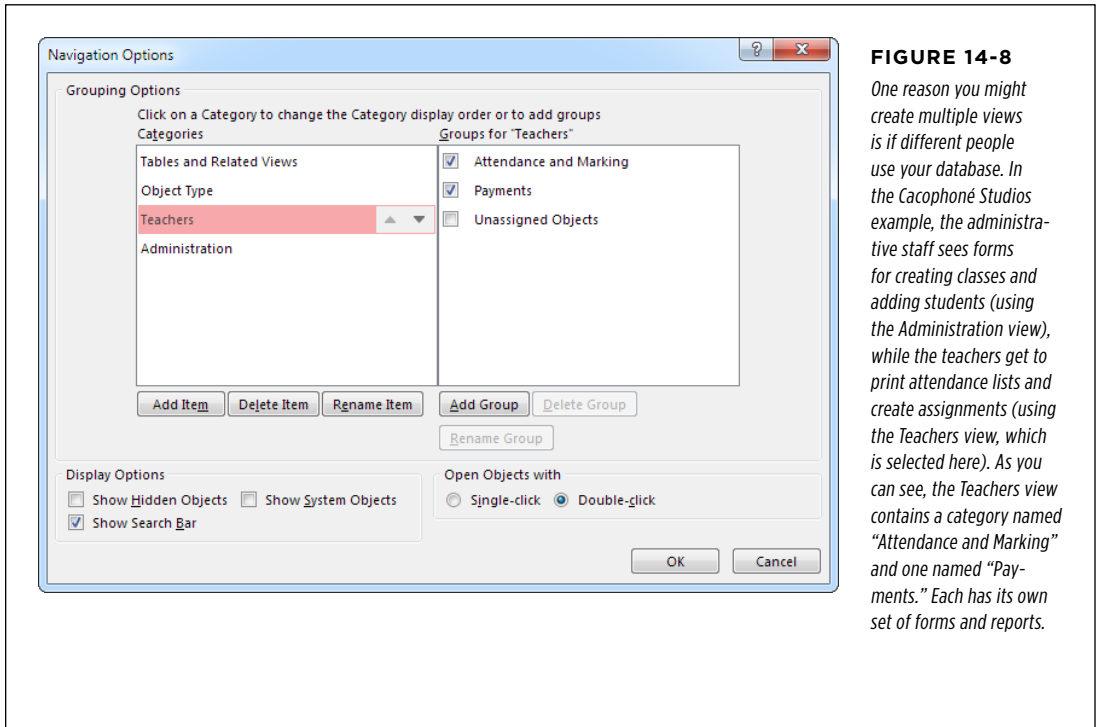 Navigation Options
Grouping Options
Click on a Category to change the Category display order or to add groups
Categories
Groups for "Teachers"
Tables and Related Views
Object Type
Teachers
Administration
Attendance and Marking
Payments
Unassigned Objects
Add Item
Delete Item
Rename Item
Add Group
Delete Group
Rename Group
Display Options
Show Hidden Objects
Show System Objects
Show Search Bar
Open Objects with
Single-click
Double-click
OK
Cancel
FIGURE 14-8
One reason you might
create multiple views
is if different people
use your database. In
the Cacophoné Studios
example, the administra-
tive staff sees forms
for creating classes and
adding students (using
the Administration view),
while the teachers get to
print attendance lists and
create assignments (using
the Teachers view, which
is selected here). As you
can see, the Teachers view
contains a category named
“Attendance and Marking”
and one named “Pay-
ments.” Each has its own
set of forms and reports.